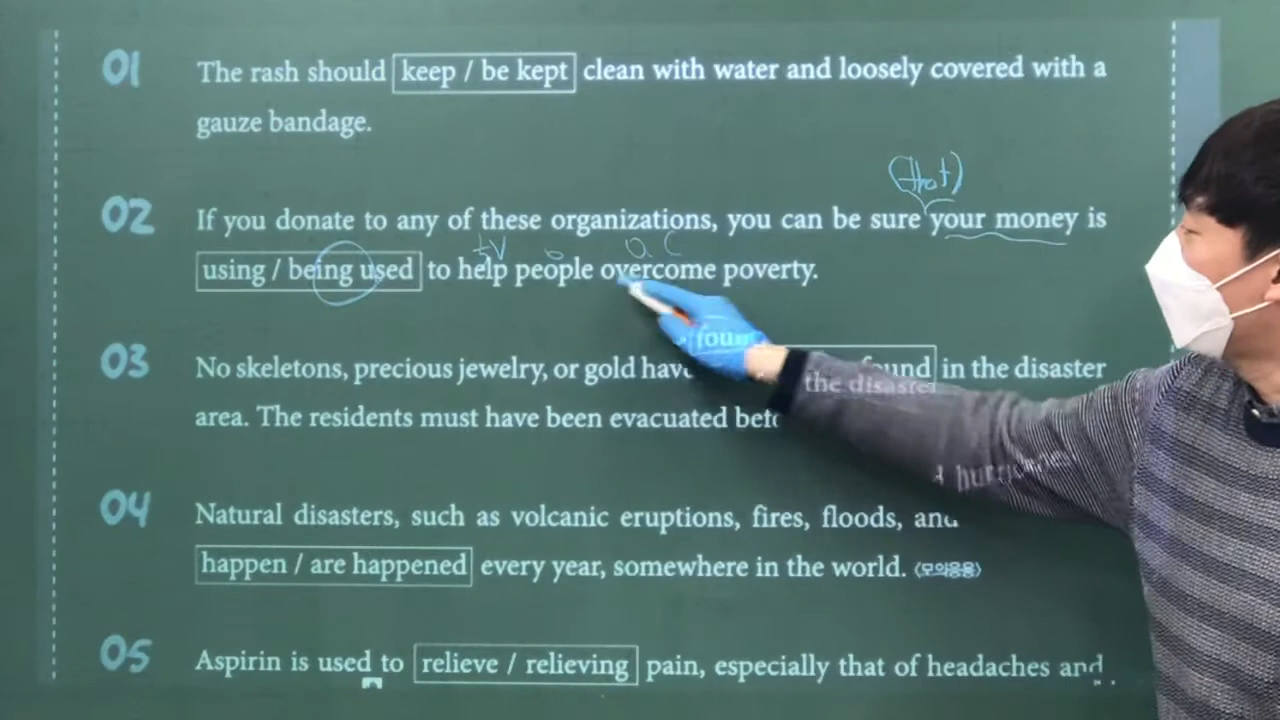 01 The rash should keep / be kept clean with water and loosely covered with a
gauze bandage.
(that)
02 If you donate to any of these organizations, you can be sure your money is
tV o o c
using / being used to help people overcome poverty.
03 No skeletons, precious jewelry, or gold in the disaster
the disaster
area. The residents must have been evacuated
04 Natural disasters, such as volcanic eruptions, fires, floods, and
happen / are happened every year, somewhere in the world. (모의응용)
05 Aspirin is used to relieve / relieving pain, especially that of headaches and